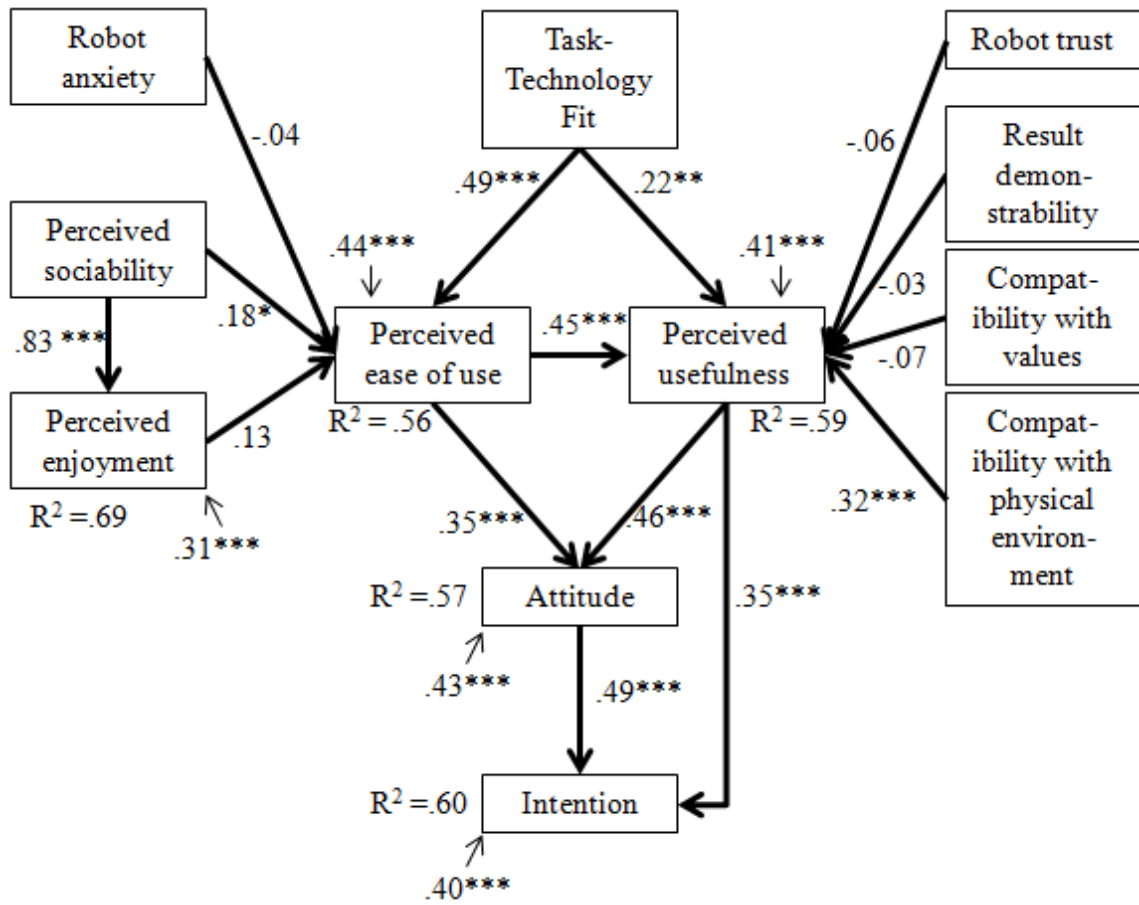 Robot
anxiety
Task-
Technology
Fit
Robot trust
-.04
-.06
Result
demon-
strability
.49***
.22**
Perceived
sociability
.44***
.41***
Compat-
ibility with
values
-.03
.18*
.83 ***
Perceived
ease of use
.45***
Perceived
usefulness
-.07
Perceived
enjoyment
.13
R² =.56
R² =.59
Compat-
ibility with
physical
environ-
ment
R² =.69
.31***
.35***
.46***
.32***
R² =.57
Attitude
.35***
.43***
.49***
R² =.60
Intention
.40***